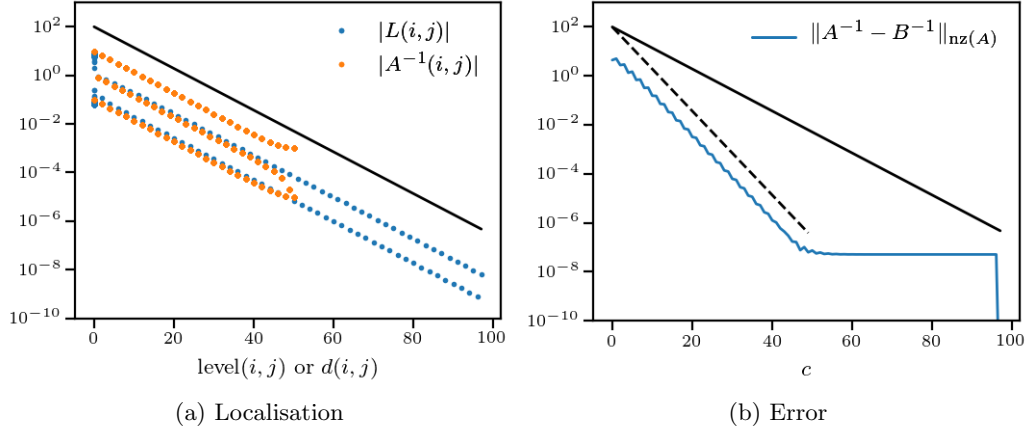 10^2
10^0
10^{-2}
10^{-4}
10^{-6}
10^{-8}
10^{-10}
0 20 40 60 80 100
|L(i, j)|
|A^{-1}(i, j)|
level(i, j) or d(i, j)
(a) Localisation
10^2
10^0
10^{-2}
10^{-4}
10^{-6}
10^{-8}
10^{-10}
0 20 40 60 80 100
‖A^{-1} − B^{-1}‖_{nz(A)}
c
(b) Error